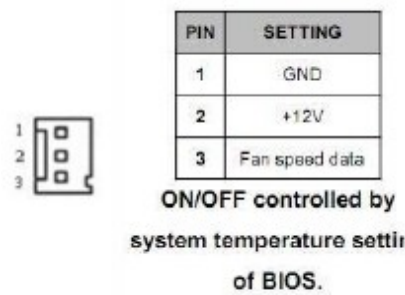 PIN SETTING
1 GND
2 +12V
3 Fan speed data
1
2
3
ON/OFF controlled by
system temperature settin
of BIOS.